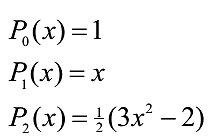 P₀(x) = 1
P₁(x) = x
P₂(x) = ½(3x² − 2)